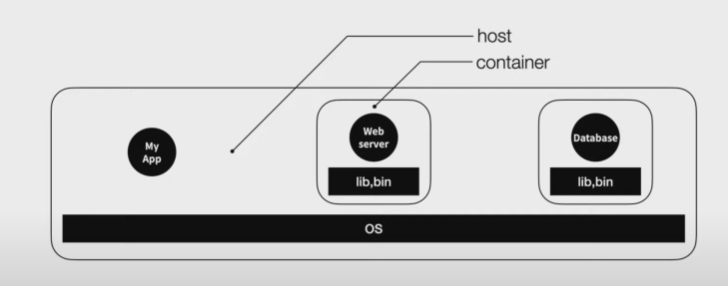 host
container
My
App
Web
server
Database
lib,bin
lib,bin
OS